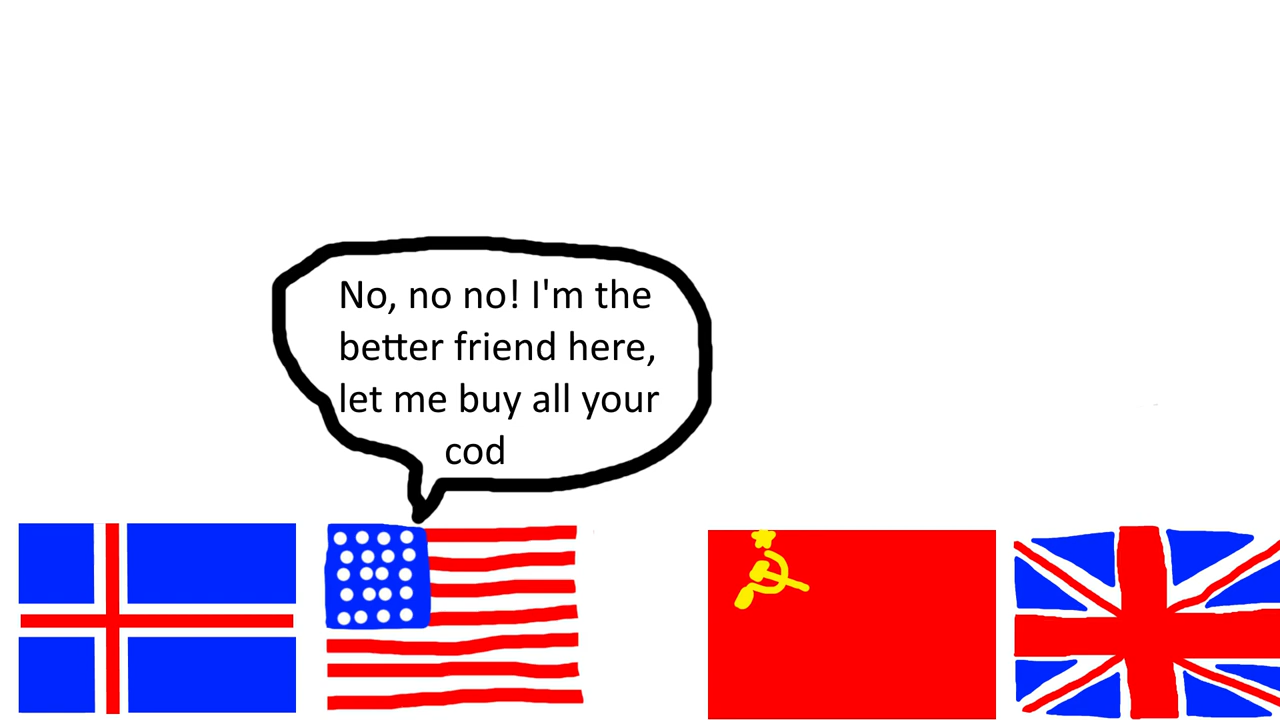 No, no no! I'm the
better friend here,
let me buy all your
cod